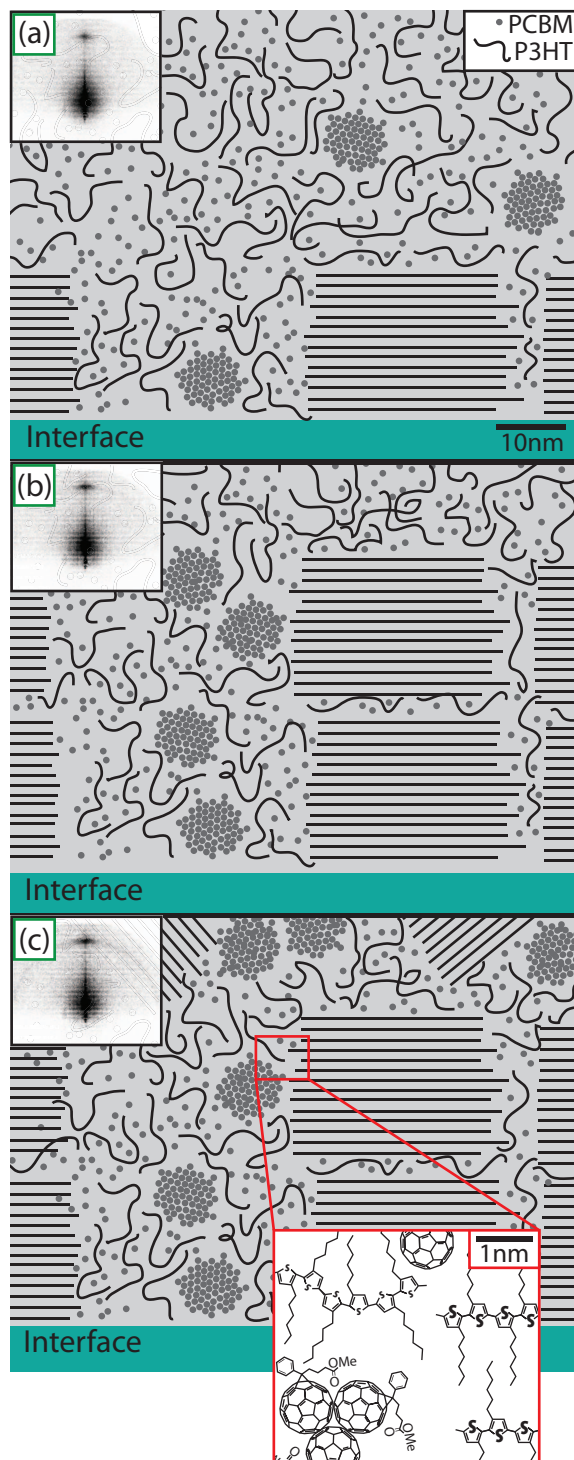 (a)
PCBM
P3HT
Interface
10nm
(b)
Interface
(c)
Interface
1nm
S
S
S
S
S
S
S
S
S
S
OMe
O
O
OMe
S
S
S